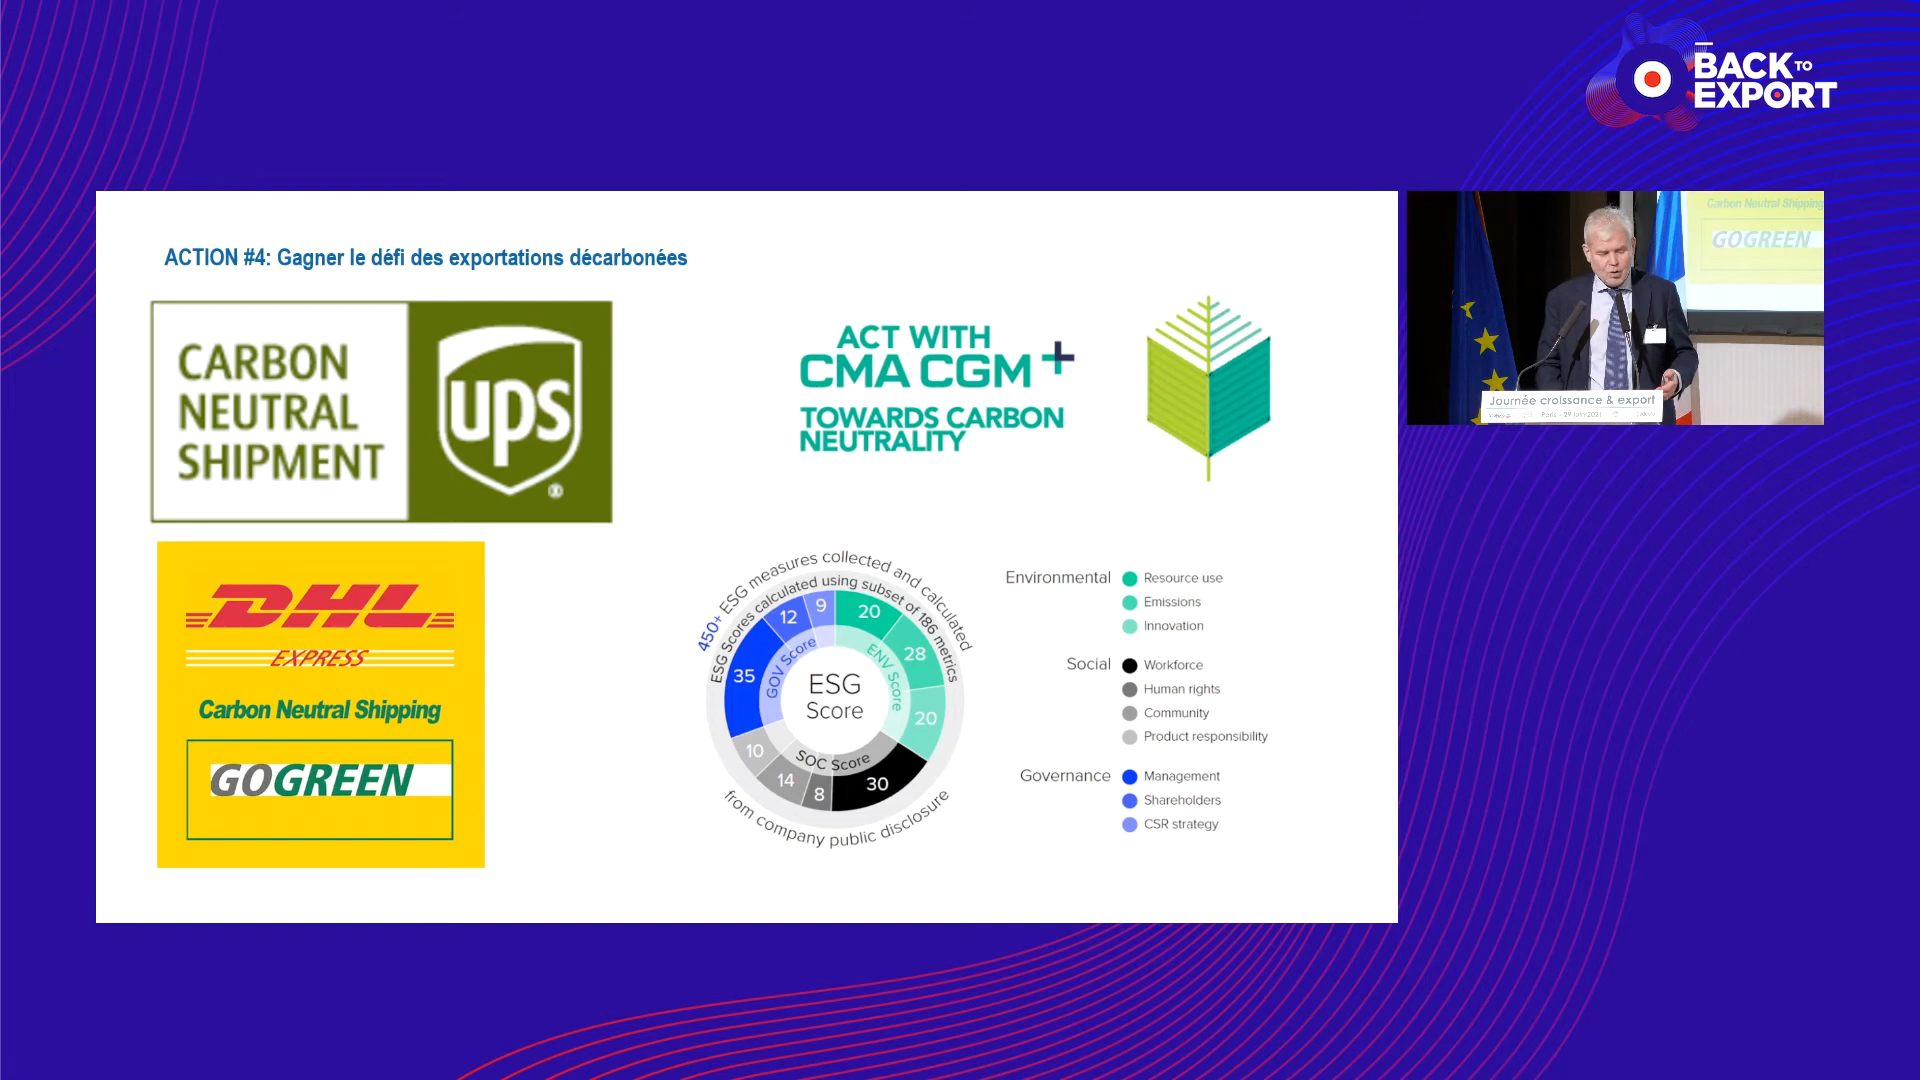 BACK TO
EXPORT
ACTION #4: Gagner le défi des exportations décarbonées
CARBON
NEUTRAL
SHIPMENT
ups
®
ACT WITH
CMA CGM +
TOWARDS CARBON
NEUTRALITY
DHL
EXPRESS
Carbon Neutral Shipping
GOGREEN
450+ ESG measures collected and calculated
ESG Scores calculated using subset of 186 metrics
from company public disclosure
ESG
Score
ENV Score
SOC Score
GOV Score
20
28
20
30
8
14
10
35
12
9
Environmental
Resource use
Emissions
Innovation
Social
Workforce
Human rights
Community
Product responsibility
Governance
Management
Shareholders
CSR strategy
Carbon Neutral Shipping
GOGREEN
Journée croissance & export
Paris - 29 juin 2021